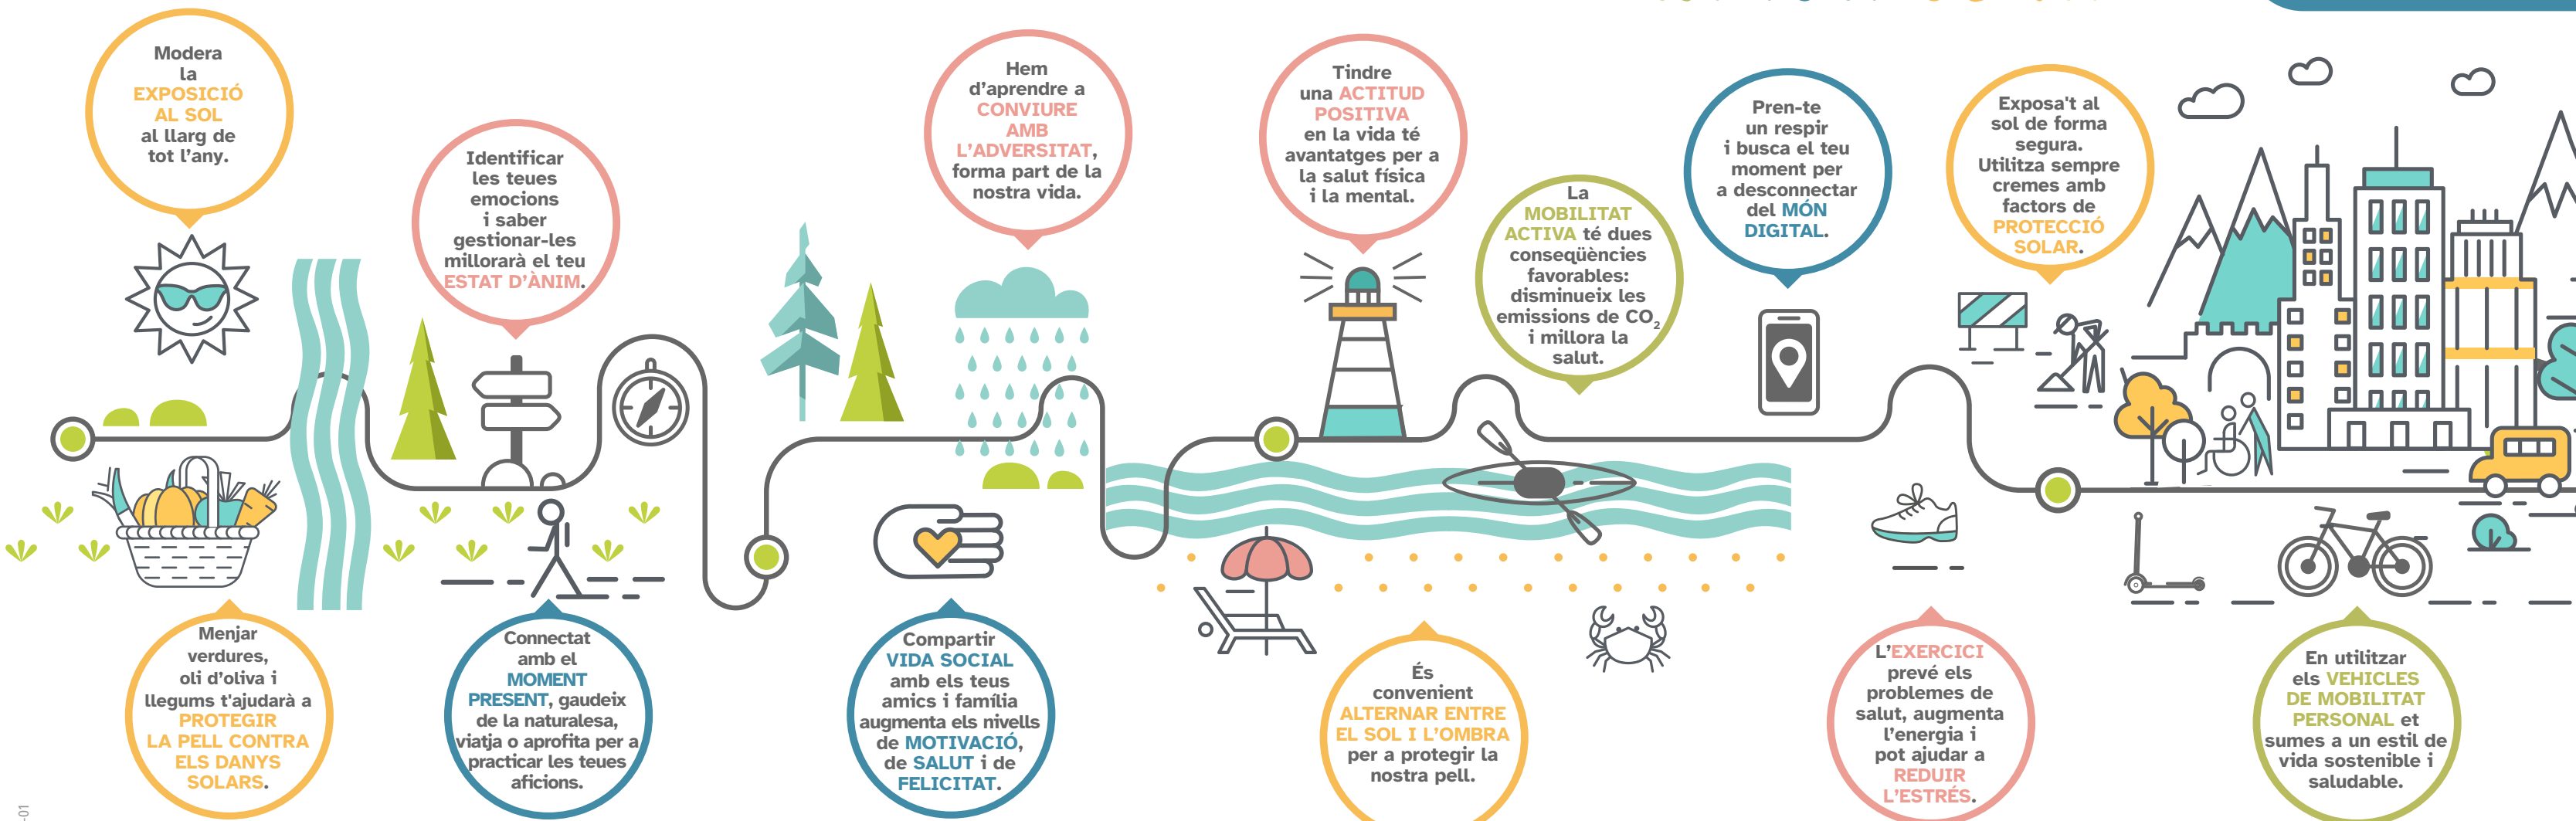 Modera
la
EXPOSICIÓ
AL SOL
al llarg de
tot l'any.
Identificar
les teues
emocions
i saber
gestionar-les
millorarà el teu
ESTAT D'ÀNIM.
Hem
d'aprendre a
CONVIURE
AMB
L'ADVERSITAT,
forma part de la
nostra vida.
Tindre
una ACTITUD
POSITIVA
en la vida té
avantatges per a
la salut física
i la mental.
La
MOBILITAT
ACTIVA té dues
conseqüències
favorables:
disminueix les
emissions de CO₂
i millora la
salut.
Pren-te
un respir
i busca el teu
moment per
a desconnectar
del MÓN
DIGITAL.
Exposa't al
sol de forma
segura.
Utilitza sempre
cremes amb
factors de
PROTECCIÓ
SOLAR.
Menjar
verdures,
oli d'oliva i
llegums t'ajudarà a
PROTEGIR
LA PELL CONTRA
ELS DANYS
SOLARS.
Connectat
amb el
MOMENT
PRESENT, gaudeix
de la naturalesa,
viatja o aprofita per a
practicar les teues
aficions.
Compartir
VIDA SOCIAL
amb els teus
amics i família
augmenta els nivells
de MOTIVACIÓ,
de SALUT i de
FELICITAT.
És
convenient
ALTERNAR ENTRE
EL SOL I L'OMBRA
per a protegir la
nostra pell.
L'EXERCICI
prevé els
problemes de
salut, augmenta
l'energia i
pot ajudar a
REDUIR
L'ESTRÉS.
En utilitzar
els VEHICLES
DE MOBILITAT
PERSONAL et
sumes a un estil de
vida sostenible i
saludable.
-01